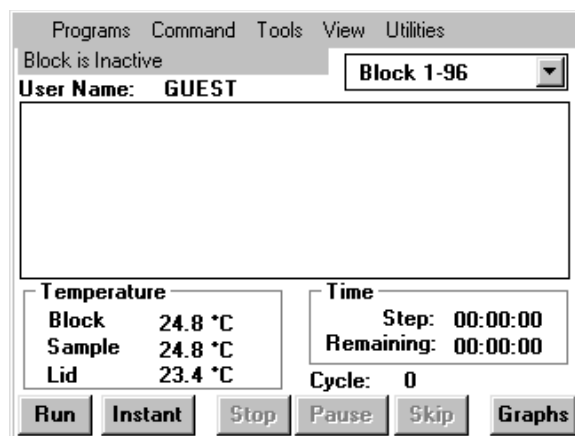 Programs Command Tools View Utilities
Block is Inactive
Block 1-96
User Name: GUEST
Temperature
Block 24.8 °C
Sample 24.8 °C
Lid 23.4 °C
Time
Step: 00:00:00
Remaining: 00:00:00
Cycle: 0
Run Instant Stop Pause Skip Graphs